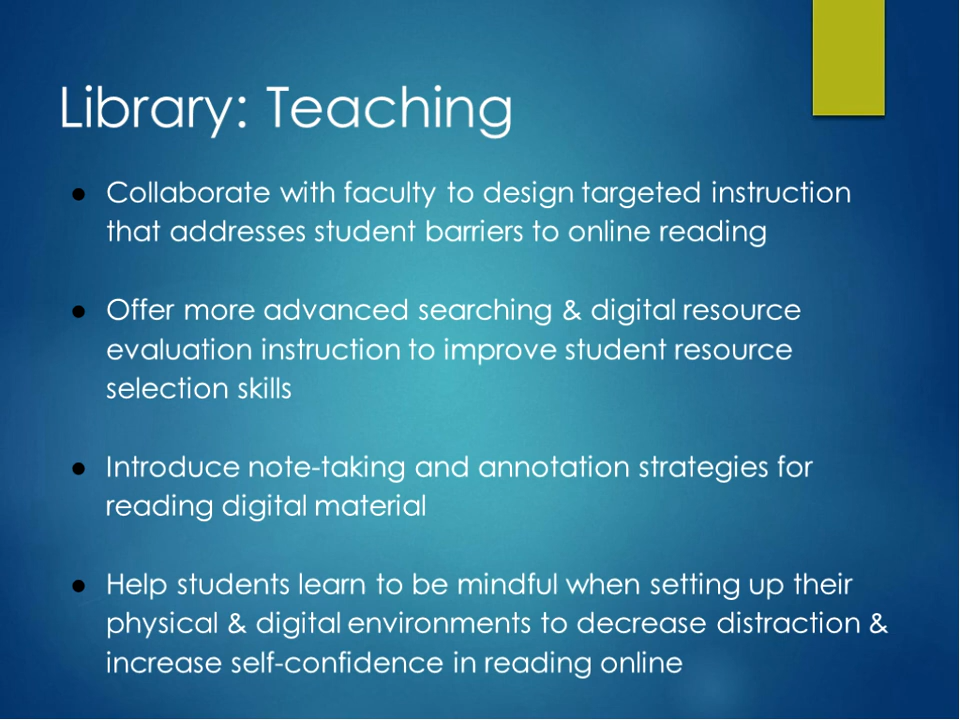 Library: Teaching
● Collaborate with faculty to design targeted instruction
that addresses student barriers to online reading
● Offer more advanced searching & digital resource
evaluation instruction to improve student resource
selection skills
● Introduce note-taking and annotation strategies for
reading digital material
● Help students learn to be mindful when setting up their
physical & digital environments to decrease distraction &
increase self-confidence in reading online